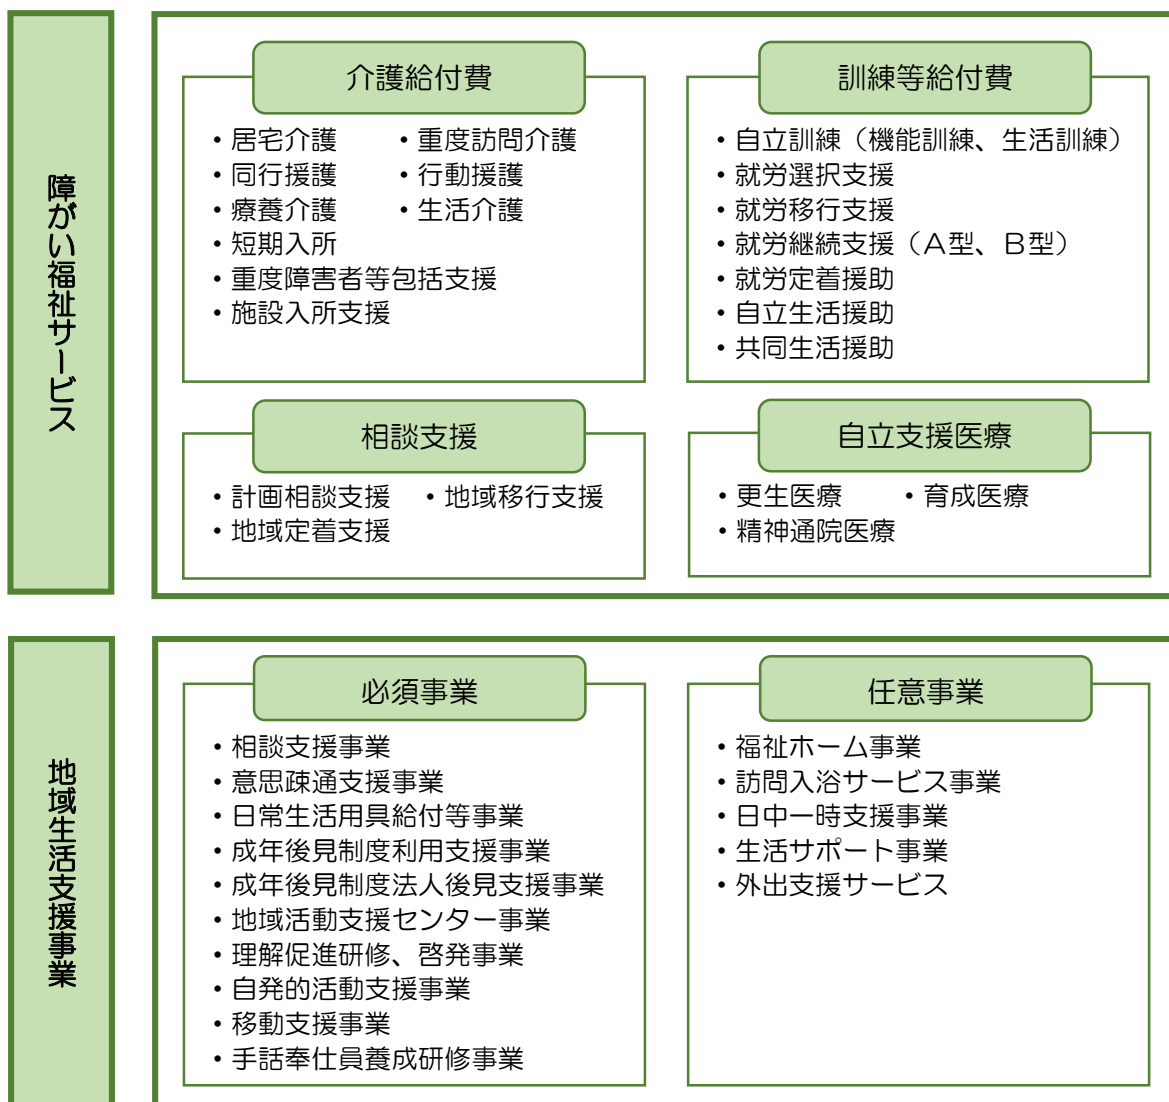 障がい福祉サービス
介護給付費
・居宅介護 ・重度訪問介護
・同行援護 ・行動援護
・療養介護 ・生活介護
・短期入所
・重度障害者等包括支援
・施設入所支援
訓練等給付費
・自立訓練（機能訓練、生活訓練）
・就労選択支援
・就労移行支援
・就労継続支援（Ａ型、Ｂ型）
・就労定着援助
・自立生活援助
・共同生活援助
相談支援
・計画相談支援 ・地域移行支援
・地域定着支援
自立支援医療
・更生医療 ・育成医療
・精神通院医療
地域生活支援事業
必須事業
・相談支援事業
・意思疎通支援事業
・日常生活用具給付等事業
・成年後見制度利用支援事業
・成年後見制度法人後見支援事業
・地域活動支援センター事業
・理解促進研修、啓発事業
・自発的活動支援事業
・移動支援事業
・手話奉仕員養成研修事業
任意事業
・福祉ホーム事業
・訪問入浴サービス事業
・日中一時支援事業
・生活サポート事業
・外出支援サービス